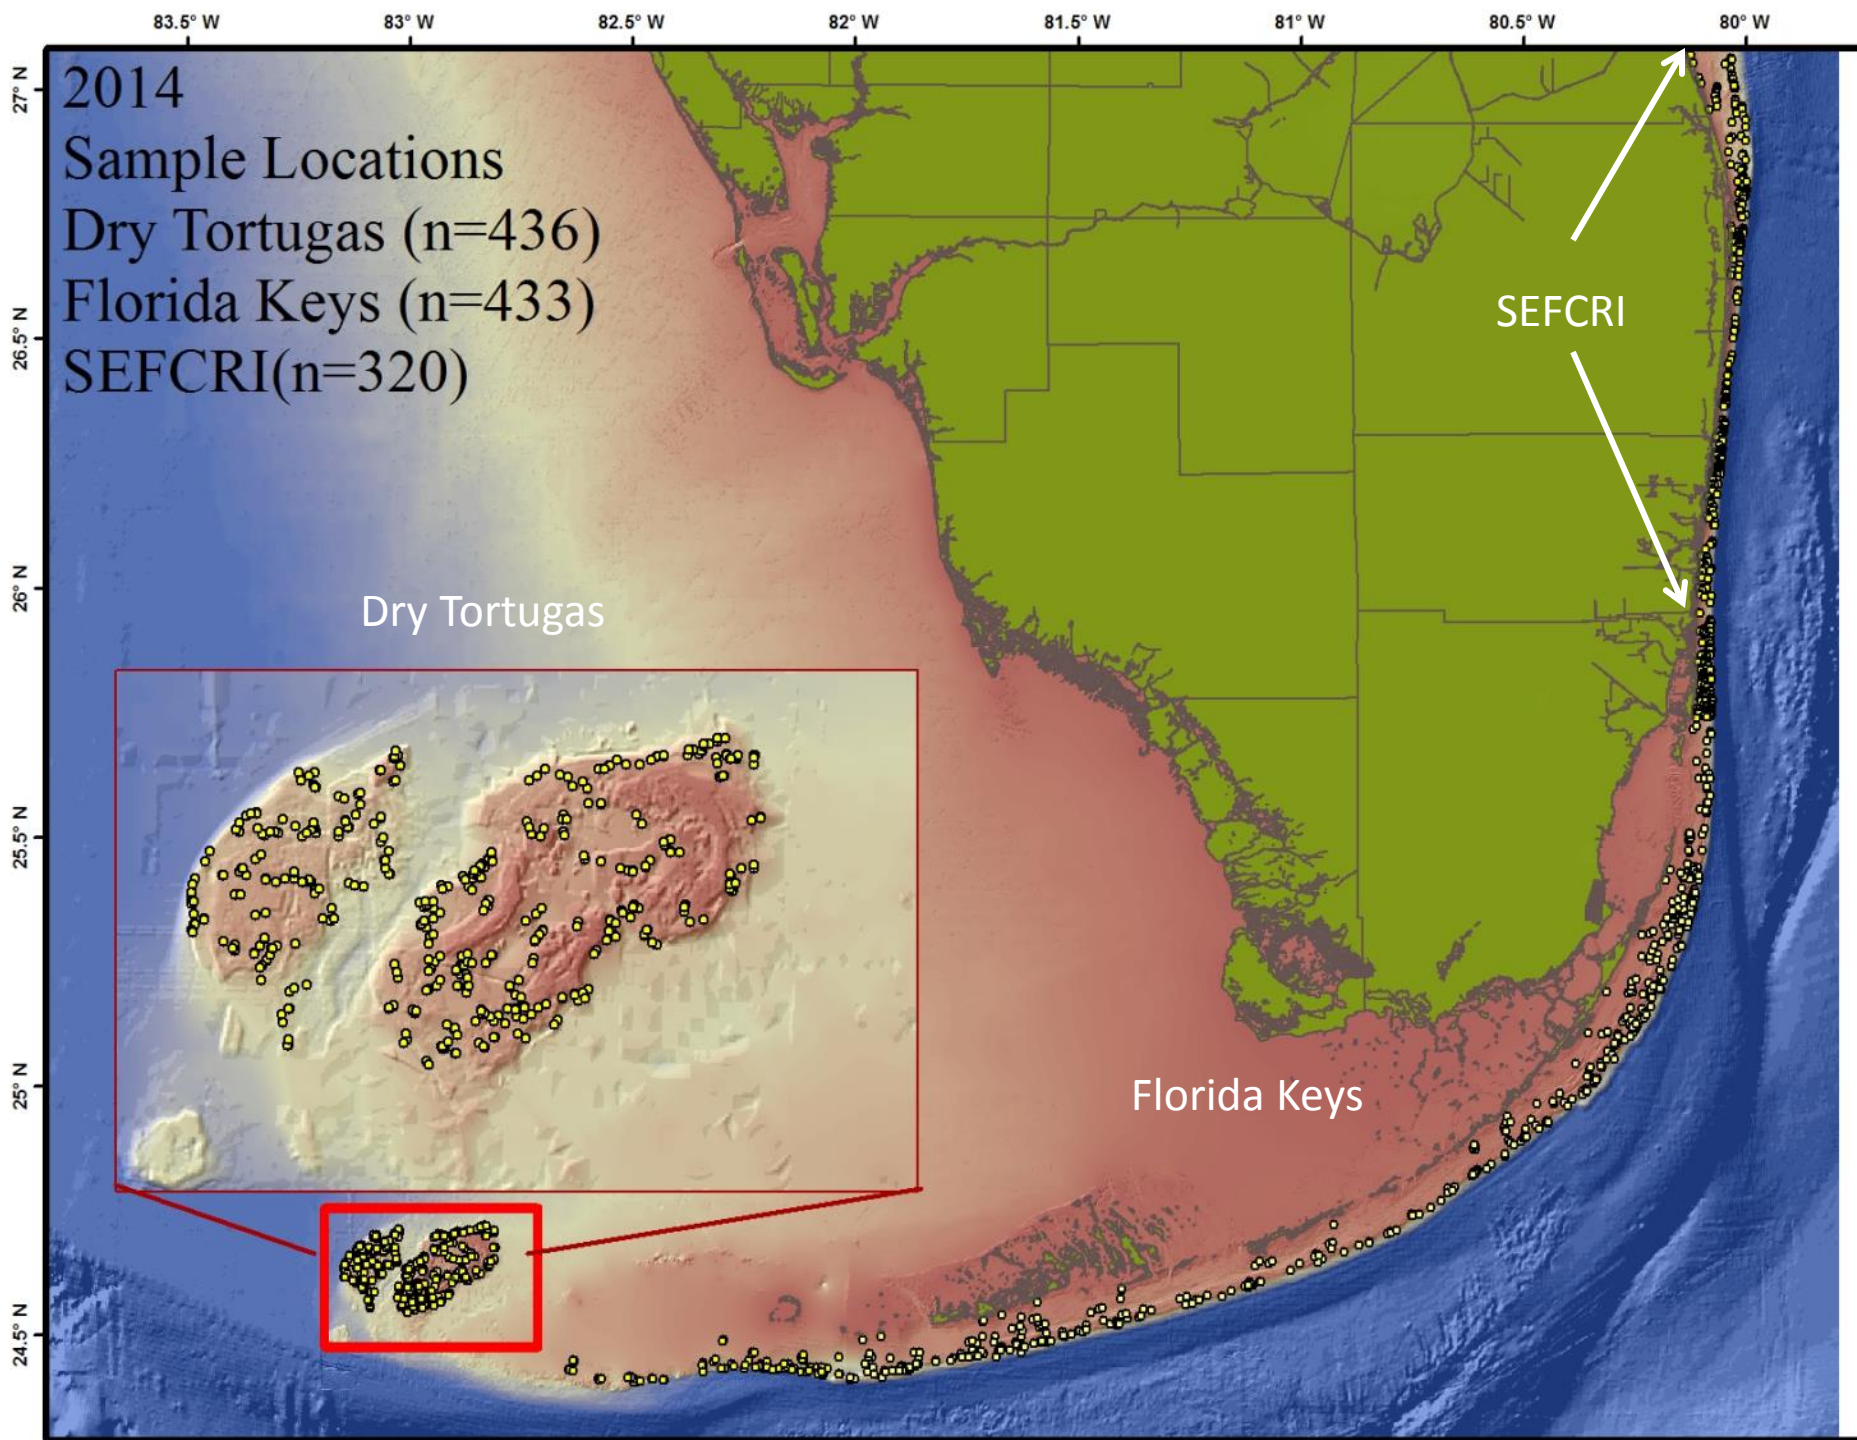 83.5° W 83° W 82.5° W 82° W 81.5° W 81° W 80.5° W 80° W
2014
Sample Locations
Dry Tortugas (n=436)
Florida Keys (n=433)
SEFCRI(n=320)
27° N
26.5° N
26° N
25.5° N
25° N
24.5° N
SEFCRI
Dry Tortugas
Florida Keys